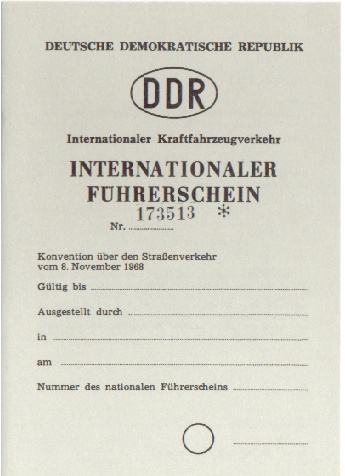 DEUTSCHE DEMOKRATISCHE REPUBLIK
DDR
Internationaler Kraftfahrzeugverkehr
INTERNATIONALER
FÜHRERSCHEIN
173513 *
Nr. ....................
Konvention über den Straßenverkehr
vom 8. November 1968
Gültig bis
Ausgestellt durch
in
am
Nummer des nationalen Führerscheins